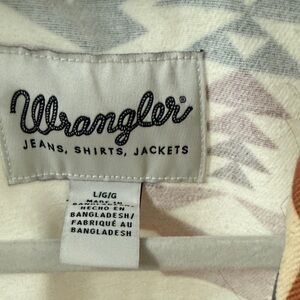 Wrangler®
JEANS, SHIRTS, JACKETS
L/G/G
MADE IN
BANGLADESH/
HECHO EN
BANGLADESH/
FABRIQUÉ AU
BANGLADESH